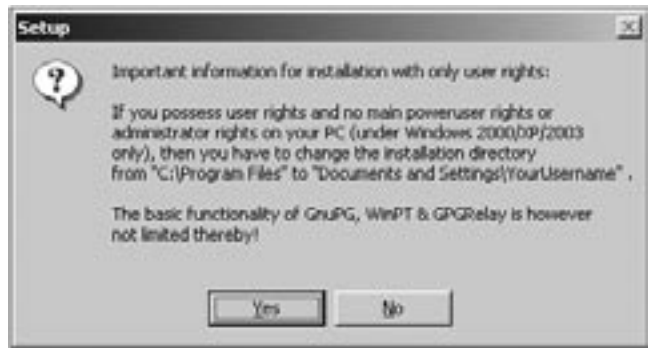 Setup
Important information for installation with only user rights:
If you possess user rights and no main poweruser rights or
administrator rights on your PC (under Windows 2000/XP/2003
only), then you have to change the installation directory
from "C:\Program Files" to "Documents and Settings\YourUsername" .
The basic functionality of GnuPG, WinPT & GPGRelay is however
not limited thereby!
Yes
No